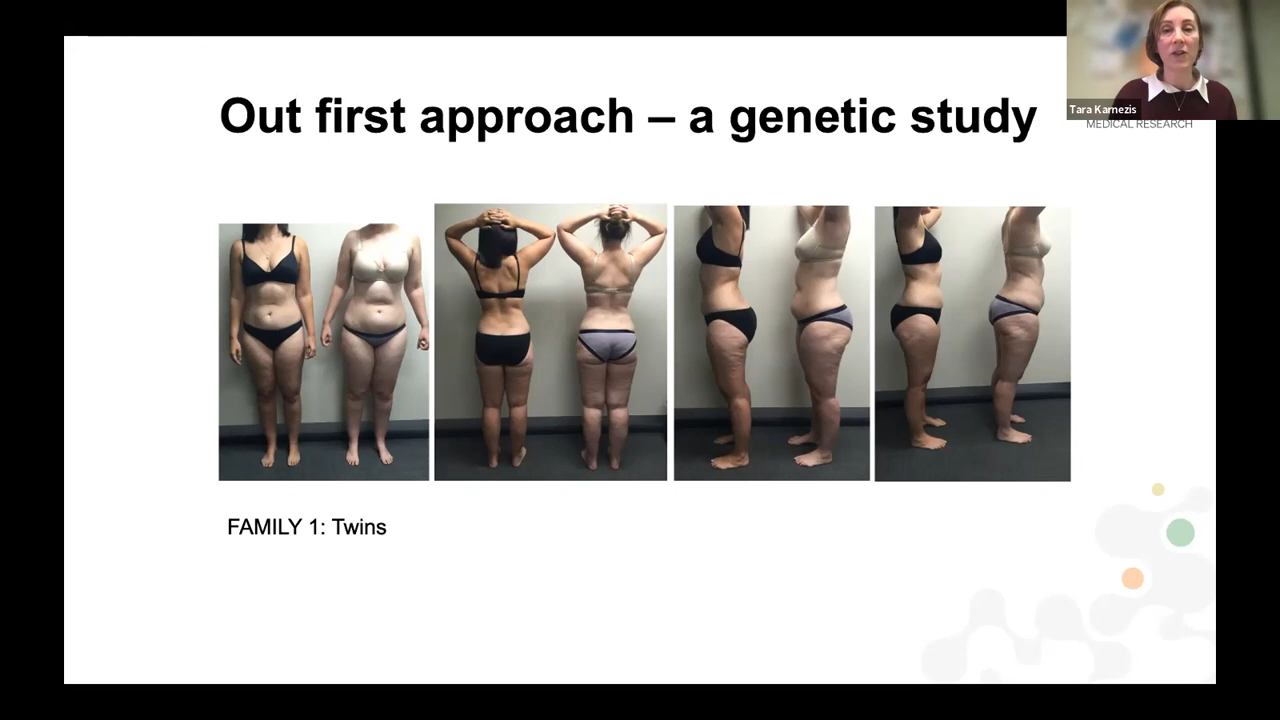 Out first approach – a genetic study
Tara Karnezis
MEDICAL RESEARCH
FAMILY 1: Twins